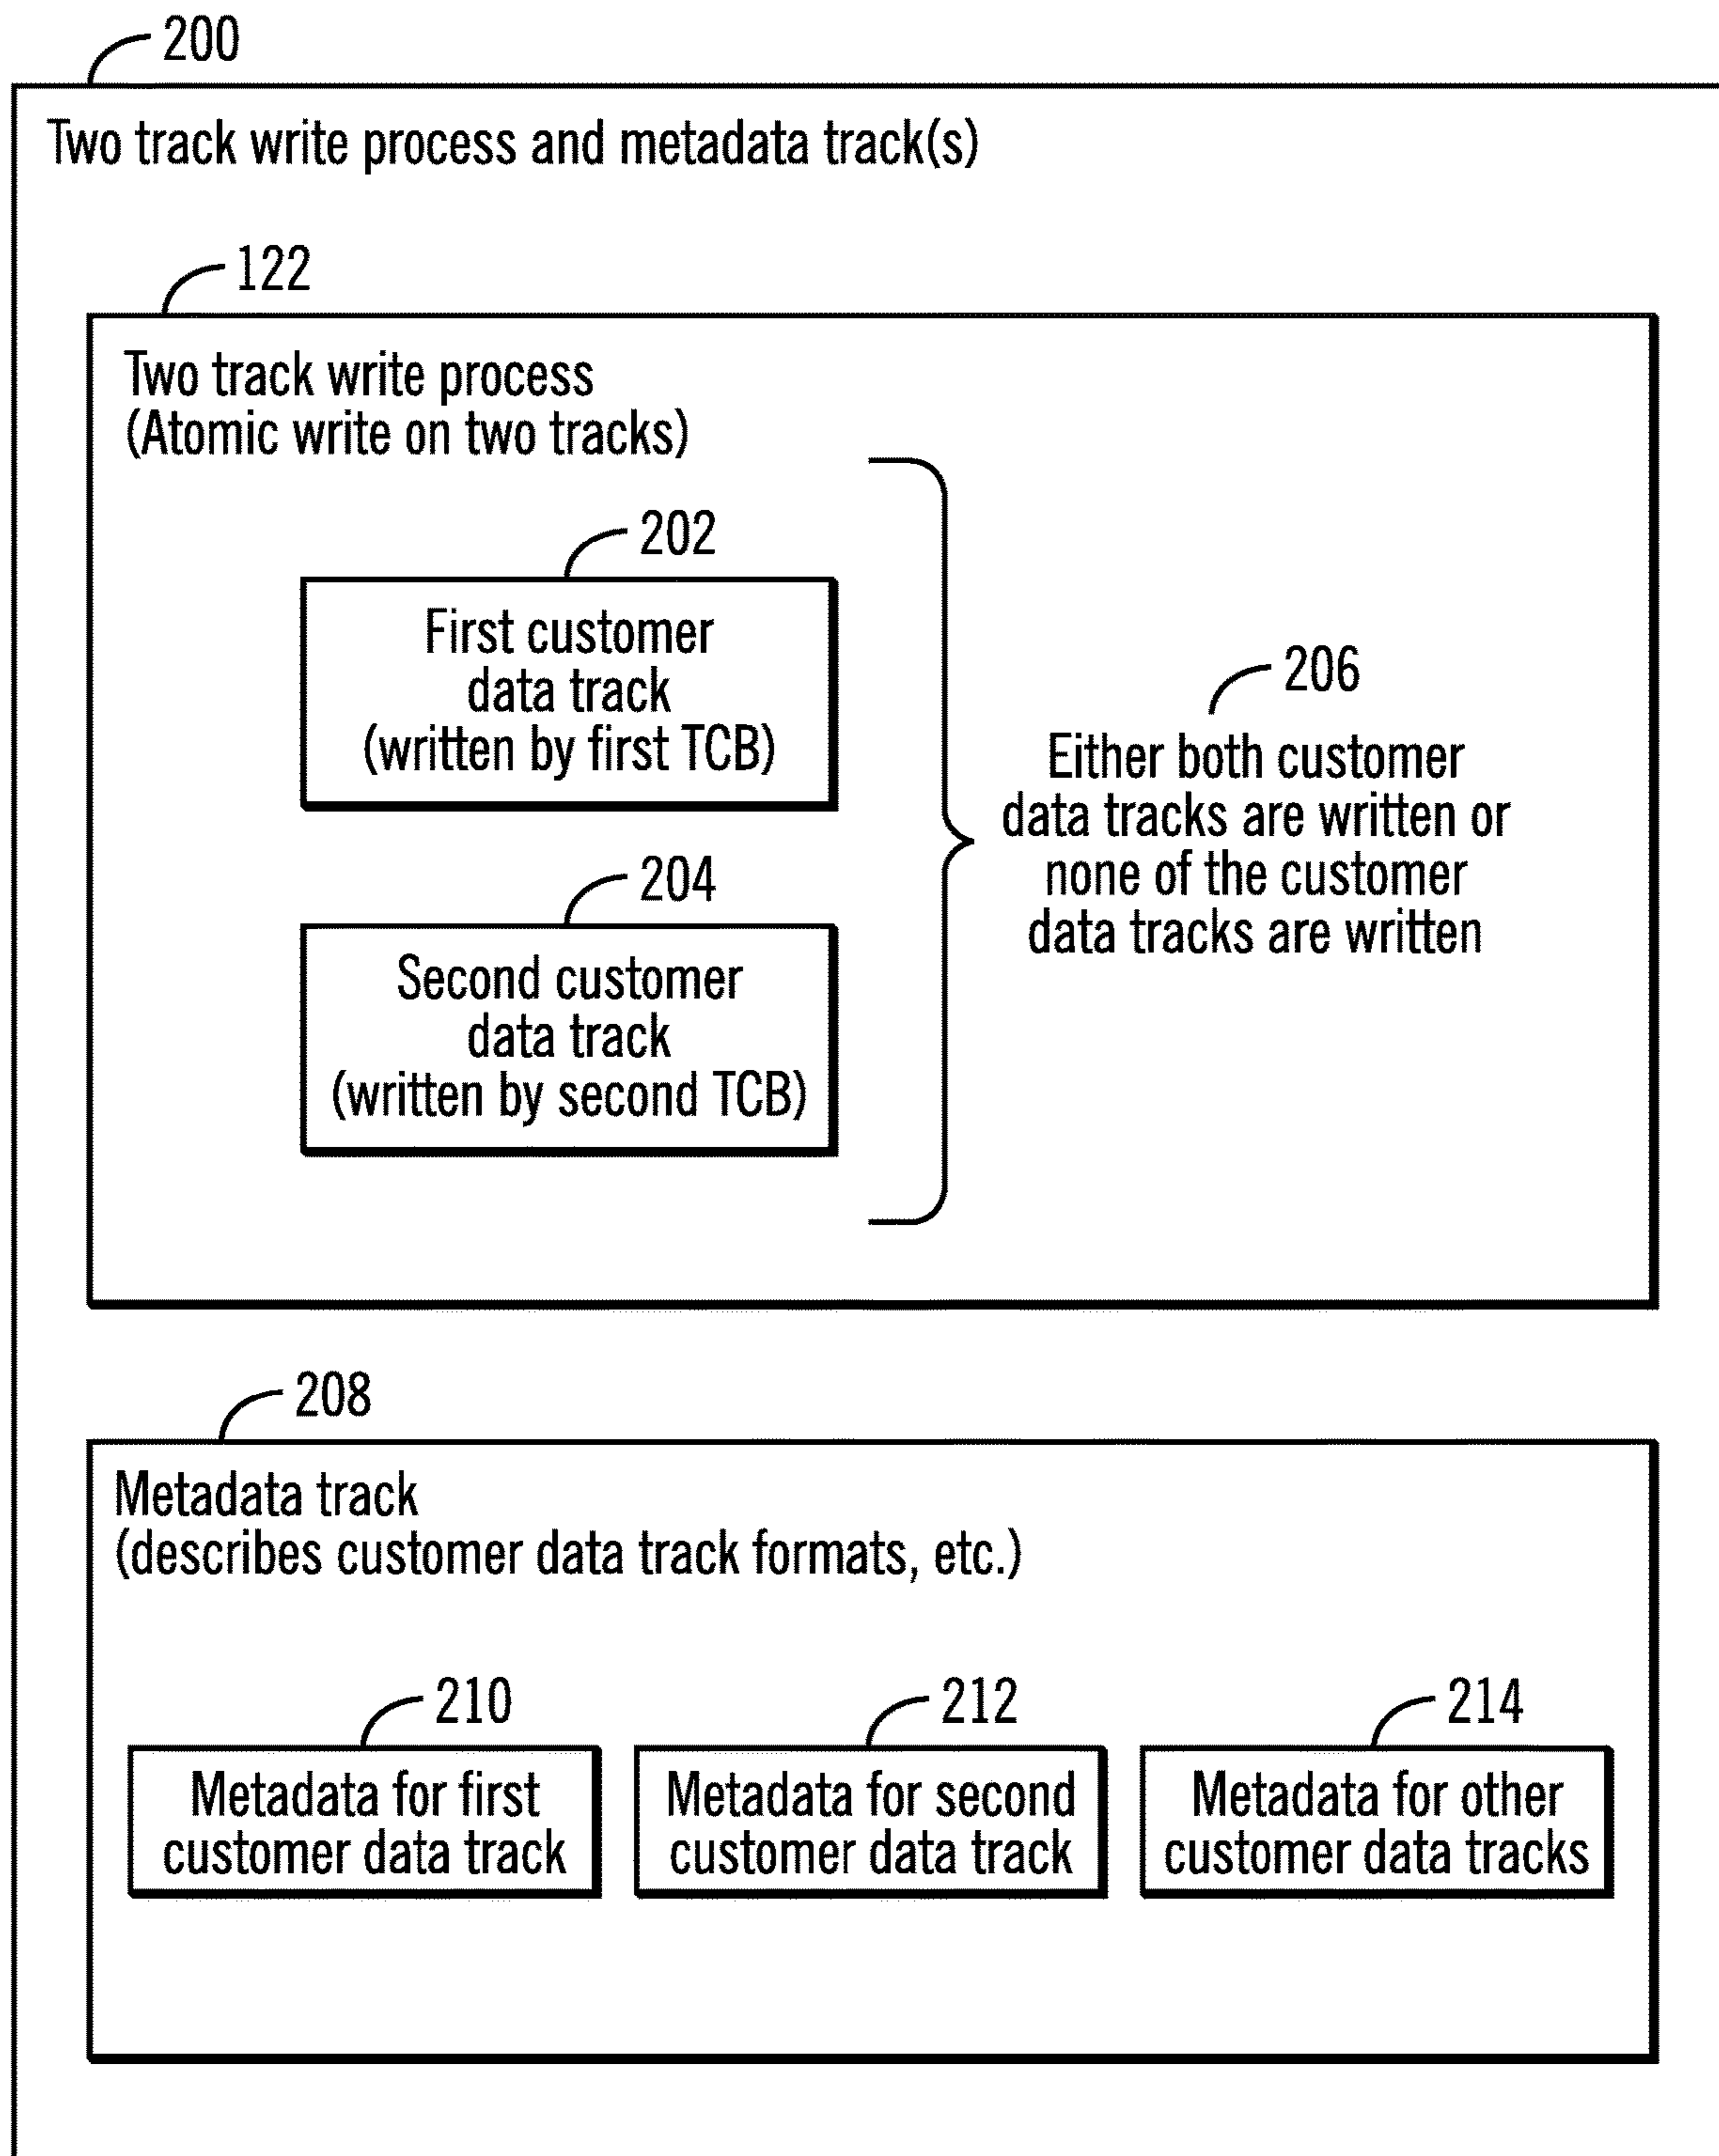 200
Two track write process and metadata track(s)
122
Two track write process
(Atomic write on two tracks)
202
First customer
data track
(written by first TCB)
206
Either both customer
data tracks are written or
none of the customer
data tracks are written
204
Second customer
data track
(written by second TCB)
208
Metadata track
(describes customer data track formats, etc.)
210
Metadata for first
customer data track
212
Metadata for second
customer data track
214
Metadata for other
customer data tracks